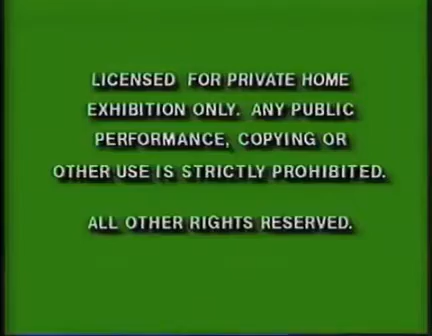 LICENSED FOR PRIVATE HOME
EXHIBITION ONLY. ANY PUBLIC
PERFORMANCE, COPYING OR
OTHER USE IS STRICTLY PROHIBITED.
ALL OTHER RIGHTS RESERVED.